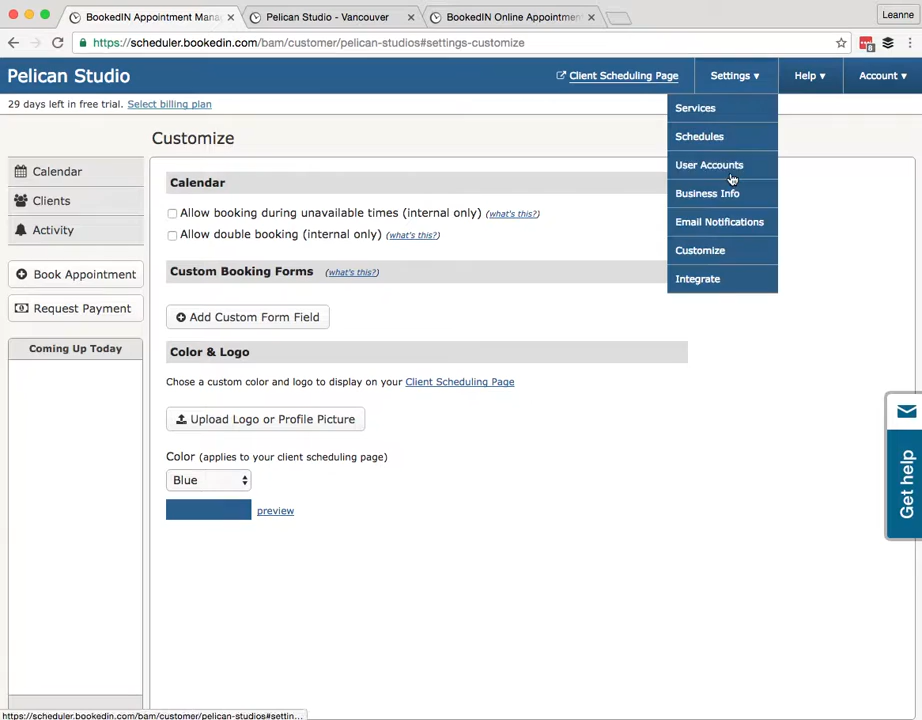 BookedIN Appointment Mana
Pelican Studio - Vancouver
BookedIN Online Appointment
Leanne
https://scheduler.bookedin.com/bam/customer/pelican-studios#settings-customize
8
Pelican Studio
Client Scheduling Page
Settings ▾
Help ▾
Account ▾
29 days left in free trial. Select billing plan
Services
Schedules
User Accounts
Business Info
Email Notifications
Customize
Integrate
Customize
Calendar
Clients
Activity
Book Appointment
Request Payment
Coming Up Today
Calendar
Allow booking during unavailable times (internal only) (what's this?)
Allow double booking (internal only) (what's this?)
Custom Booking Forms (what's this?)
Add Custom Form Field
Color & Logo
Chose a custom color and logo to display on your Client Scheduling Page
Upload Logo or Profile Picture
Color (applies to your client scheduling page)
Blue
preview
Get help
https://scheduler.bookedin.com/bam/customer/pelican-studios#settin...